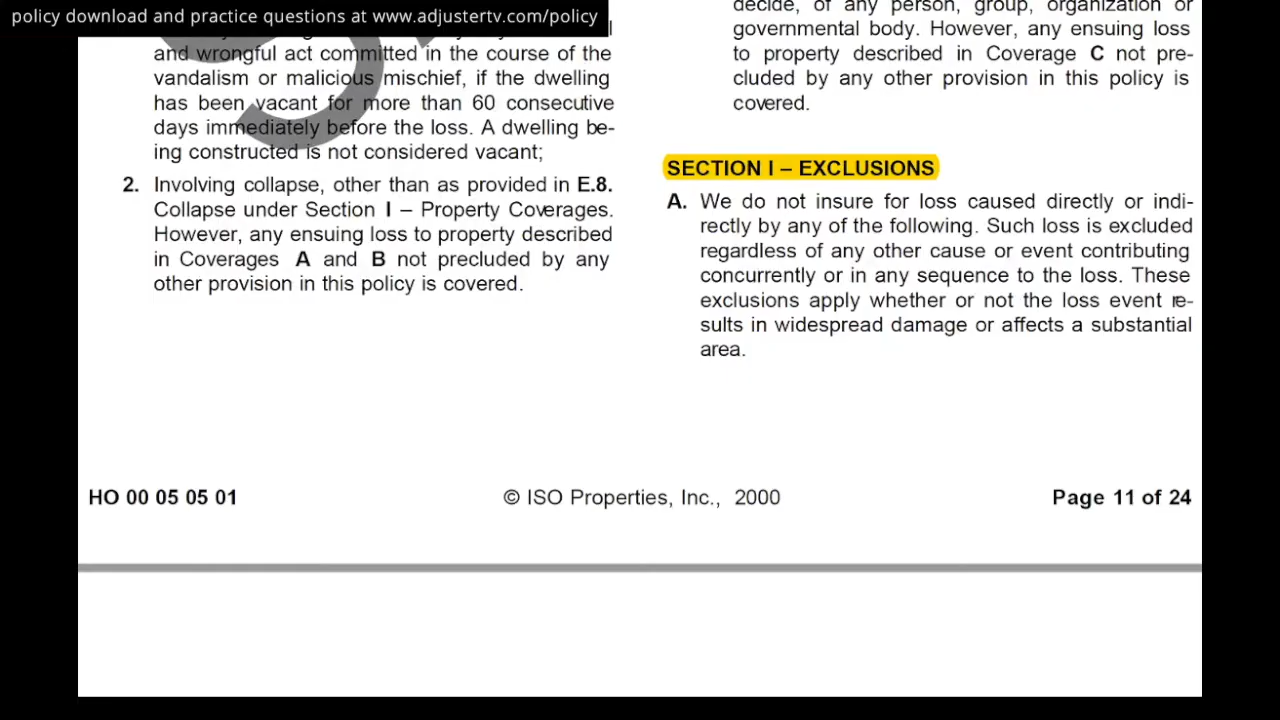 policy download and practice questions at www.adjustertv.com/policy
and wrongful act committed in the course of the
vandalism or malicious mischief, if the dwelling
has been vacant for more than 60 consecutive
days immediately before the loss. A dwelling be-
ing constructed is not considered vacant;
2. Involving collapse, other than as provided in E.8.
Collapse under Section I – Property Coverages.
However, any ensuing loss to property described
in Coverages A and B not precluded by any
other provision in this policy is covered.
decide, of any person, group, organization or
governmental body. However, any ensuing loss
to property described in Coverage C not pre-
cluded by any other provision in this policy is
covered.
SECTION I – EXCLUSIONS
A. We do not insure for loss caused directly or indi-
rectly by any of the following. Such loss is excluded
regardless of any other cause or event contributing
concurrently or in any sequence to the loss. These
exclusions apply whether or not the loss event re-
sults in widespread damage or affects a substantial
area.
HO 00 05 05 01
© ISO Properties, Inc., 2000
Page 11 of 24